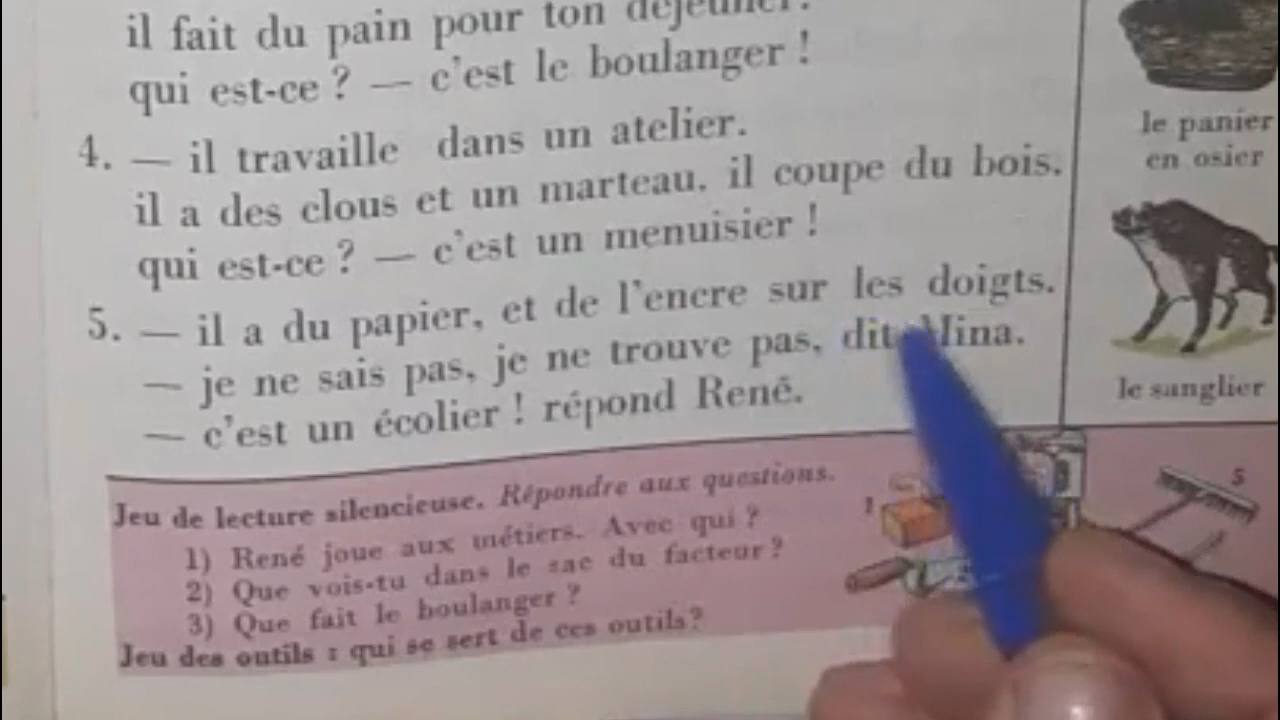 il fait du pain pour ton déjeuner.
qui est-ce ? — c'est le boulanger !
4. — il travaille dans un atelier.
il a des clous et un marteau. il coupe du bois.
qui est-ce ? — c'est un menuisier !
5. — il a du papier, et de l'encre sur les doigts.
— je ne sais pas, je ne trouve pas, dit Mina.
— c'est un écolier ! répond René.
le panier
en osier
le sanglier
Jeu de lecture silencieuse. Répondre aux questions.
1) René joue aux métiers. Avec qui ?
2) Que vois-tu dans le sac du facteur ?
3) Que fait le boulanger ?
Jeu des outils : qui se sert de ces outils ?
1
5